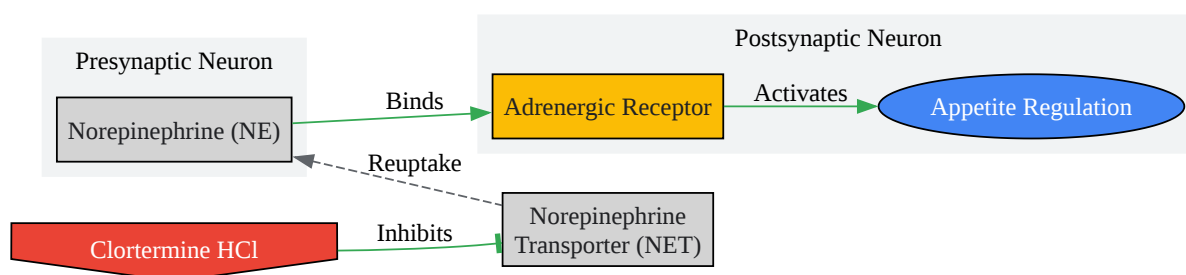 Postsynaptic Neuron
Presynaptic Neuron
Norepinephrine (NE)
Binds
Adrenergic Receptor
Activates
Appetite Regulation
Reuptake
Norepinephrine
Transporter (NET)
Clortermine HCl
Inhibits